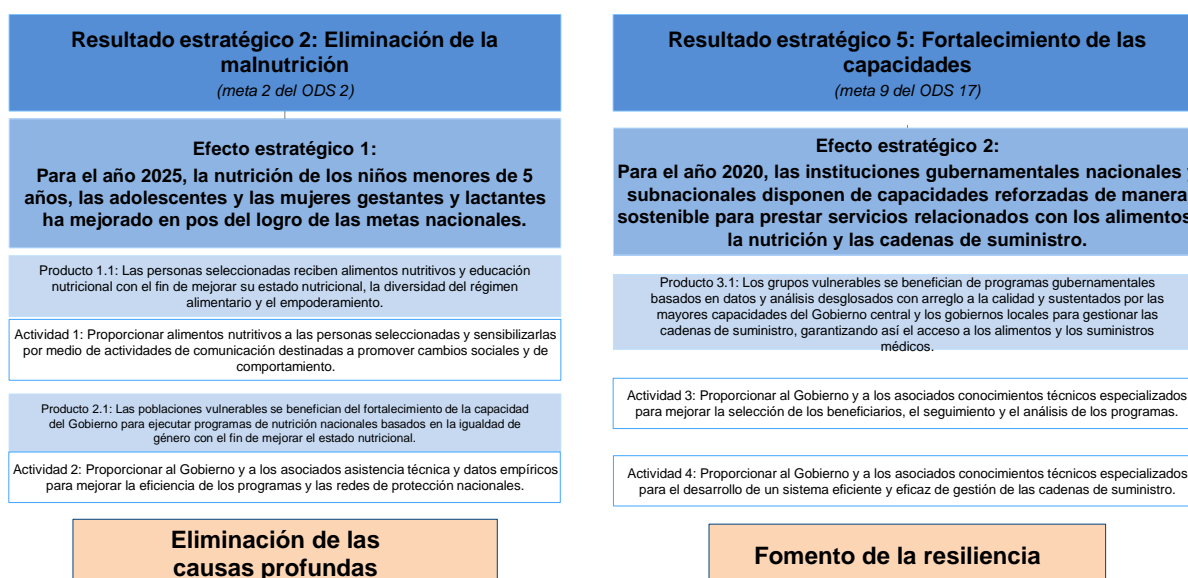 Resultado estratégico 2: Eliminación de la
malnutrición
(meta 2 del ODS 2)
Efecto estratégico 1:
Para el año 2025, la nutrición de los niños menores de 5
años, las adolescentes y las mujeres gestantes y lactantes
ha mejorado en pos del logro de las metas nacionales.
Producto 1.1: Las personas seleccionadas reciben alimentos nutritivos y educación
nutricional con el fin de mejorar su estado nutricional, la diversidad del régimen
alimentario y el empoderamiento.
Actividad 1: Proporcionar alimentos nutritivos a las personas seleccionadas y sensibilizarlas
por medio de actividades de comunicación destinadas a promover cambios sociales y de
comportamiento.
Producto 2.1: Las poblaciones vulnerables se benefician del fortalecimiento de la capacidad
del Gobierno para ejecutar programas de nutrición nacionales basados en la igualdad de
género con el fin de mejorar el estado nutricional.
Actividad 2: Proporcionar al Gobierno y a los asociados asistencia técnica y datos empíricos
para mejorar la eficiencia de los programas y las redes de protección nacionales.
Eliminación de las
causas profundas
Resultado estratégico 5: Fortalecimiento de las
capacidades
(meta 9 del ODS 17)
Efecto estratégico 2:
Para el año 2020, las instituciones gubernamentales nacionales
subnacionales disponen de capacidades reforzadas de manera
sostenible para prestar servicios relacionados con los alimentos
la nutrición y las cadenas de suministro.
Producto 3.1: Los grupos vulnerables se benefician de programas gubernamentales
basados en datos y análisis desglosados con arreglo a la calidad y sustentados por las
mayores capacidades del Gobierno central y los gobiernos locales para gestionar las
cadenas de suministro, garantizando así el acceso a los alimentos y los suministros
médicos.
Actividad 3: Proporcionar al Gobierno y a los asociados conocimientos técnicos especializados
para mejorar la selección de los beneficiarios, el seguimiento y el análisis de los programas.
Actividad 4: Proporcionar al Gobierno y a los asociados conocimientos técnicos especializados
para el desarrollo de un sistema eficiente y eficaz de gestión de las cadenas de suministro.
Fomento de la resiliencia